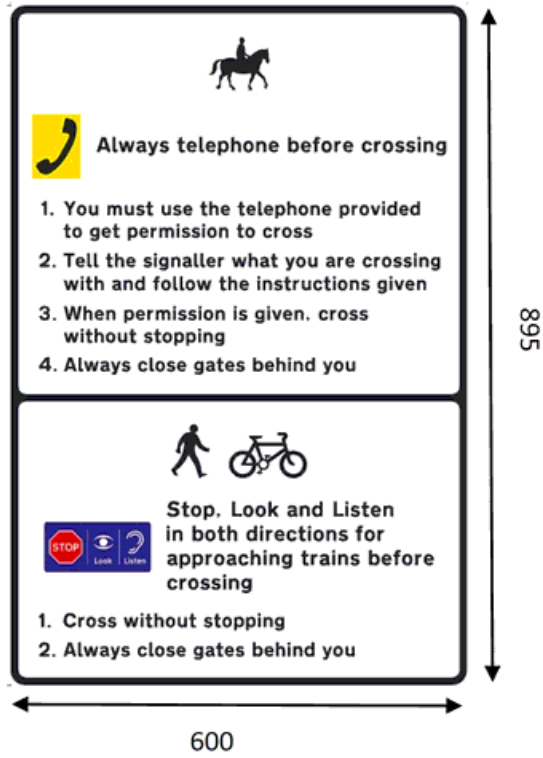 Always telephone before crossing
1. You must use the telephone provided
to get permission to cross
2. Tell the signaller what you are crossing
with and follow the instructions given
3. When permission is given, cross
without stopping
4. Always close gates behind you
Stop, Look and Listen
in both directions for
approaching trains before
crossing
STOP
Look
Listen
1. Cross without stopping
2. Always close gates behind you
895
600